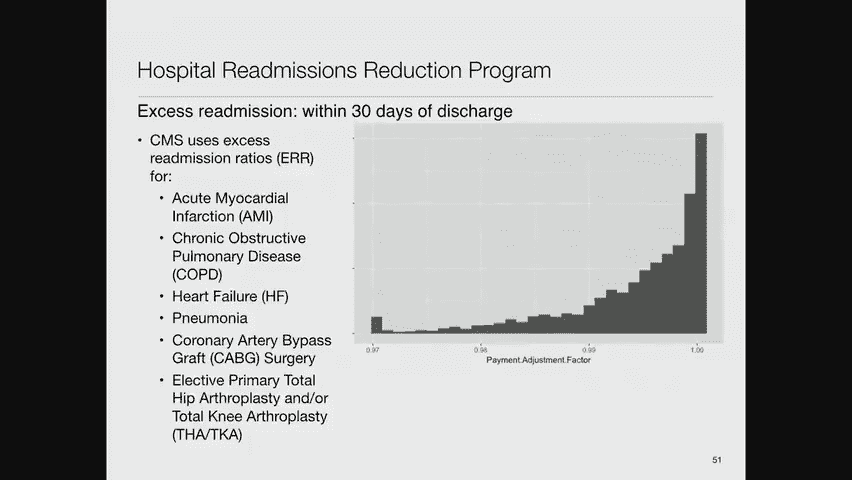 Hospital Readmissions Reduction Program
Excess readmission: within 30 days of discharge
• CMS uses excess
readmission ratios (ERR)
for:
• Acute Myocardial
Infarction (AMI)
• Chronic Obstructive
Pulmonary Disease
(COPD)
• Heart Failure (HF)
• Pneumonia
• Coronary Artery Bypass
Graft (CABG) Surgery
• Elective Primary Total
Hip Arthroplasty and/or
Total Knee Arthroplasty
(THA/TKA)
0.97 0.98 0.99 1.00
Payment.Adjustment.Factor
51